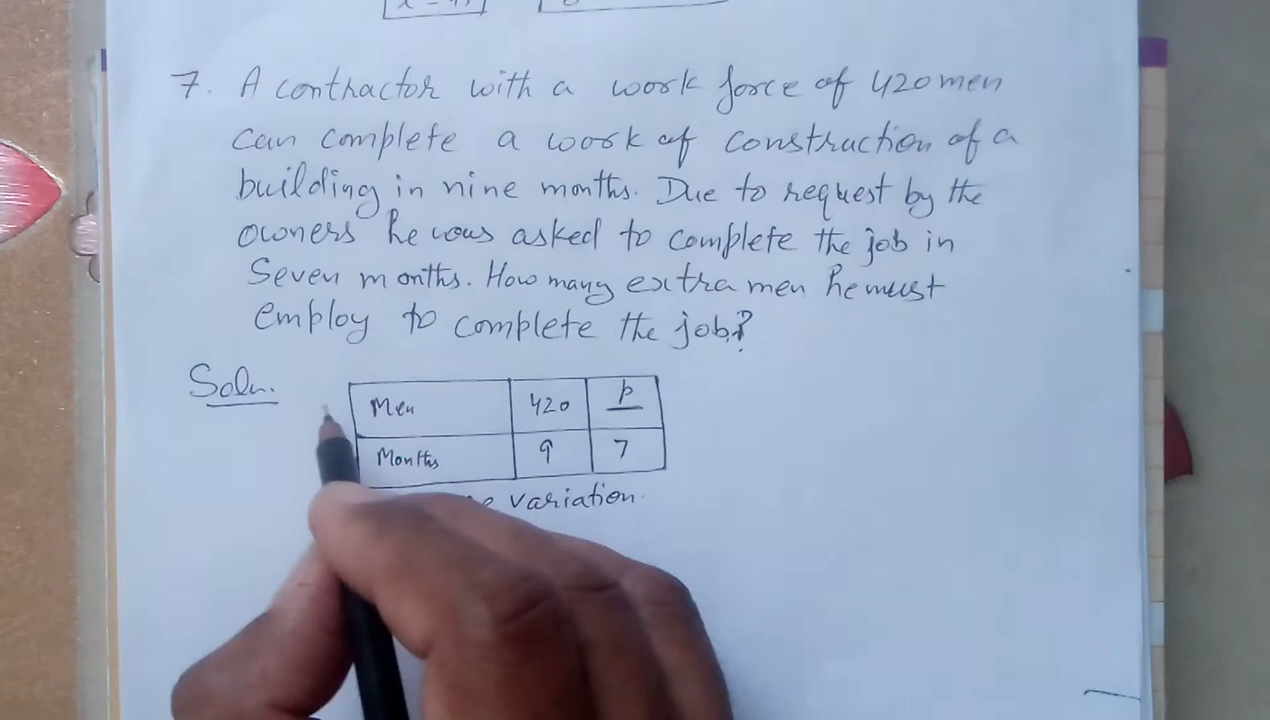 7. A contractor with a work force of 420 men
can complete a work of construction of a
building in nine months. Due to request by the
owners he was asked to complete the job in
Seven months. How many extra men he must
employ to complete the job?
Soln.
Men 420 p
Months 9 7
variation.